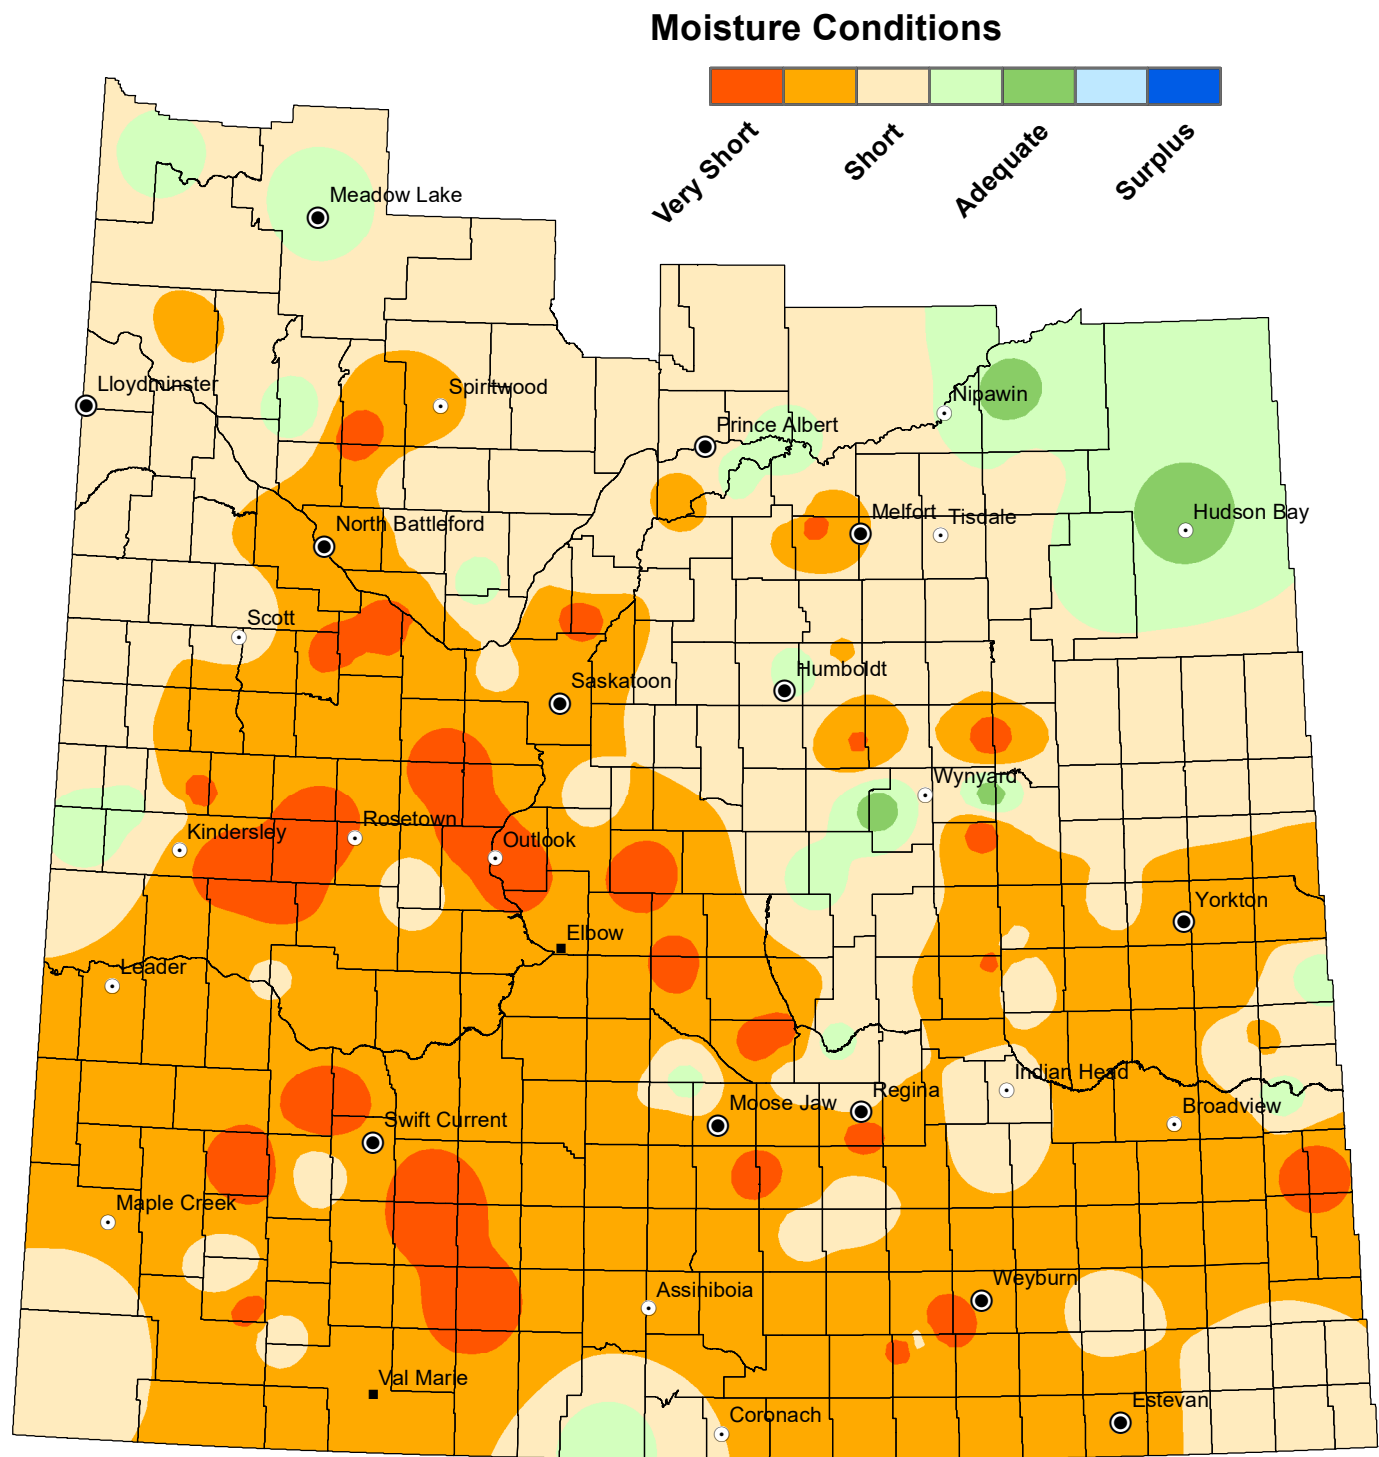 Moisture Conditions
Very Short
Short
Adequate
Surplus
Meadow Lake
Lloydminster
Spiritwood
Nipawin
Prince Albert
Hudson Bay
Melfort
Tisdale
North Battleford
Scott
Humboldt
Saskatoon
Wynyard
Rosetown
Kindersley
Outlook
Yorkton
Elbow
Leader
Indian Head
Regina
Moose Jaw
Broadview
Swift Current
Maple Creek
Weyburn
Assiniboia
Val Marie
Estevan
Coronach